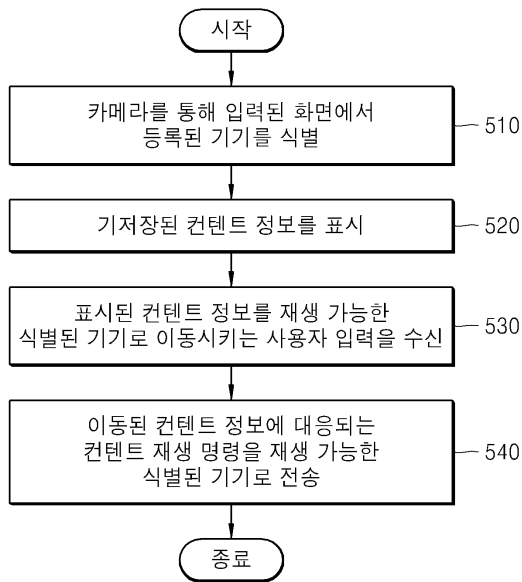 시작
카메라를 통해 입력된 화면에서
등록된 기기를 식별
510
기저장된 컨텐트 정보를 표시
520
표시된 컨텐트 정보를 재생 가능한
식별된 기기로 이동시키는 사용자 입력을 수신
530
이동된 컨텐트 정보에 대응되는
컨텐트 재생 명령을 재생 가능한
식별된 기기로 전송
540
종료